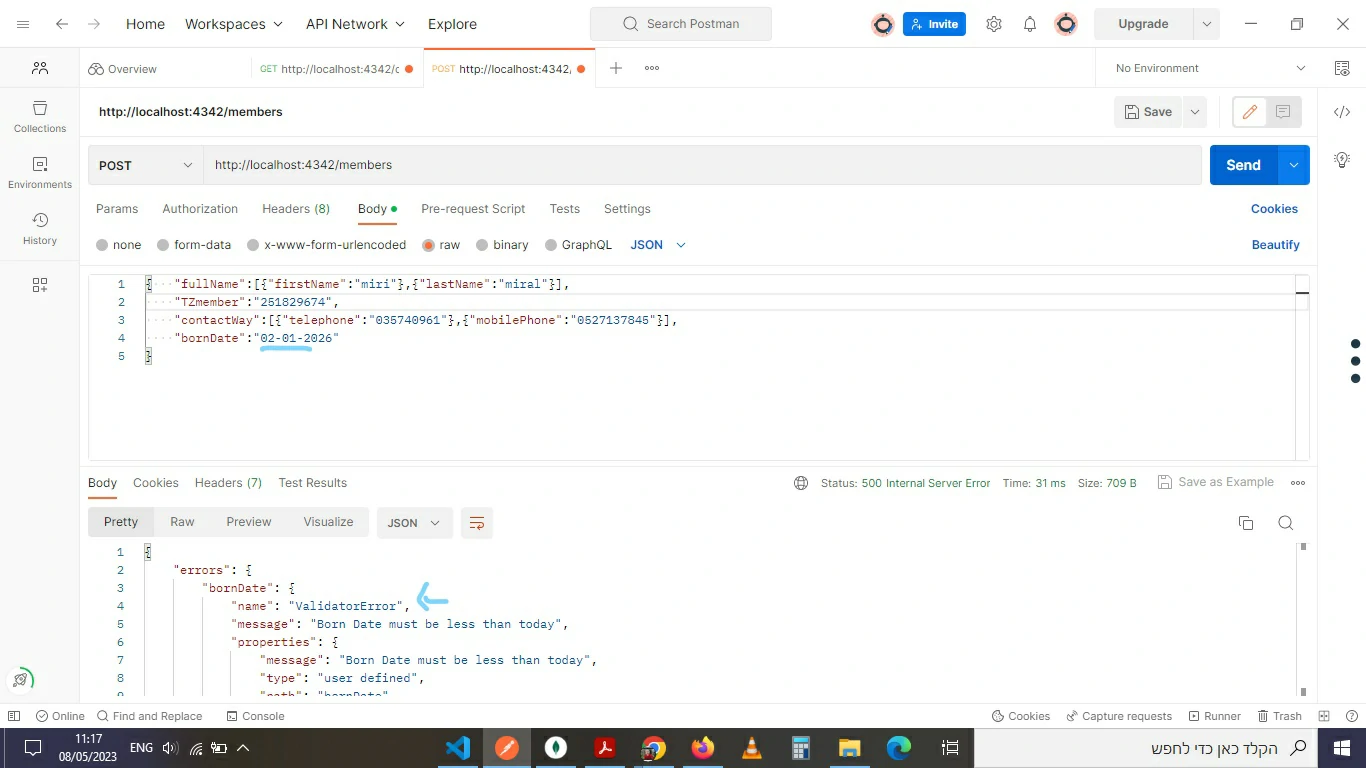 Home Workspaces API Network Explore Search Postman Invite Upgrade
Overview GET http://localhost:4342/c POST http://localhost:4342, No Environment
http://localhost:4342/members Save
Collections
Environments
History
POST http://localhost:4342/members Send
Params Authorization Headers (8) Body Pre-request Script Tests Settings Cookies
none form-data x-www-form-urlencoded raw binary GraphQL JSON Beautify
1 { "fullName":[{"firstName":"miri"},{"lastName":"miral"}],
2 "TZmember":"251829674",
3 "contactWay":[{"telephone":"035740961"},{"mobilePhone":"0527137845"}],
4 "bornDate":"02-01-2026"
5 }
Body Cookies Headers (7) Test Results Status: 500 Internal Server Error Time: 31 ms Size: 709 B Save as Example
Pretty Raw Preview Visualize JSON
1 {
2 "errors": {
3 "bornDate": {
4 "name": "ValidatorError",
5 "message": "Born Date must be less than today",
6 "properties": {
7 "message": "Born Date must be less than today",
8 "type": "user defined",
9 "path": "bornDate"
Online Find and Replace Console Cookies Capture requests Runner Trash
11:17
08/05/2023
ENG
הקלד כאן כדי לחפש